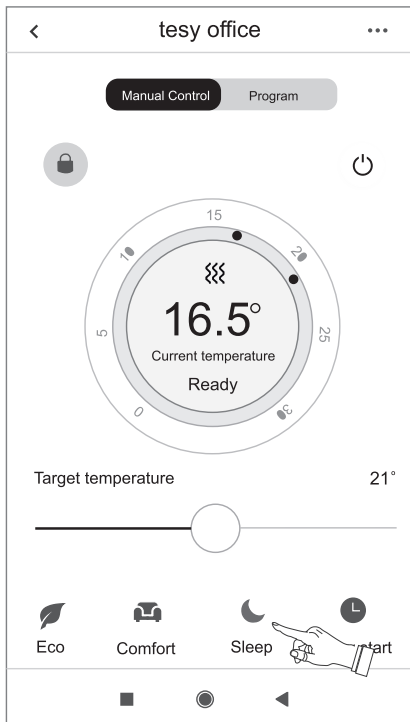 tesy office
Manual Control Program
15
10 20
5 25
16.5°
Current temperature
Ready
0 30
Target temperature 21°
Eco Comfort Sleep